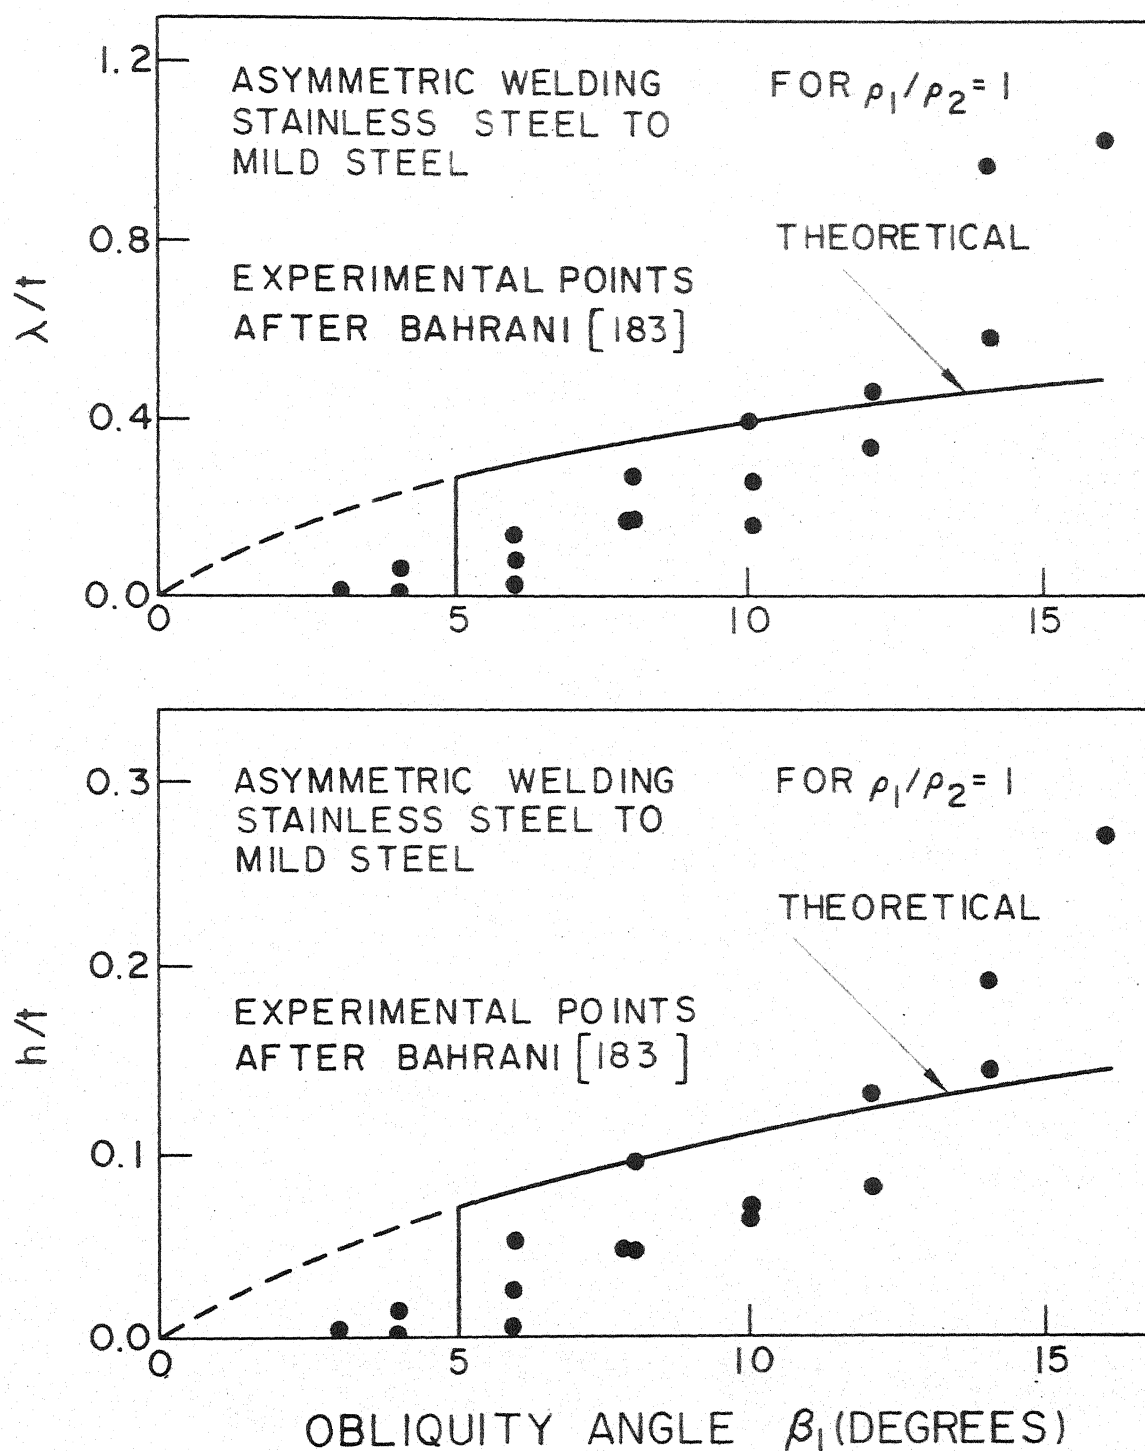 1.2
ASYMMETRIC WELDING
STAINLESS STEEL TO
MILD STEEL
FOR ρ₁/ρ₂ = 1
0.8
THEORETICAL
EXPERIMENTAL POINTS
AFTER BAHRANI [183]
λ/t
0.4
0.0
0 5 10 15
0.3
ASYMMETRIC WELDING
STAINLESS STEEL TO
MILD STEEL
FOR ρ₁/ρ₂ = 1
THEORETICAL
0.2
EXPERIMENTAL POINTS
AFTER BAHRANI [183]
h/t
0.1
0.0
0 5 10 15
OBLIQUITY ANGLE β₁ (DEGREES)